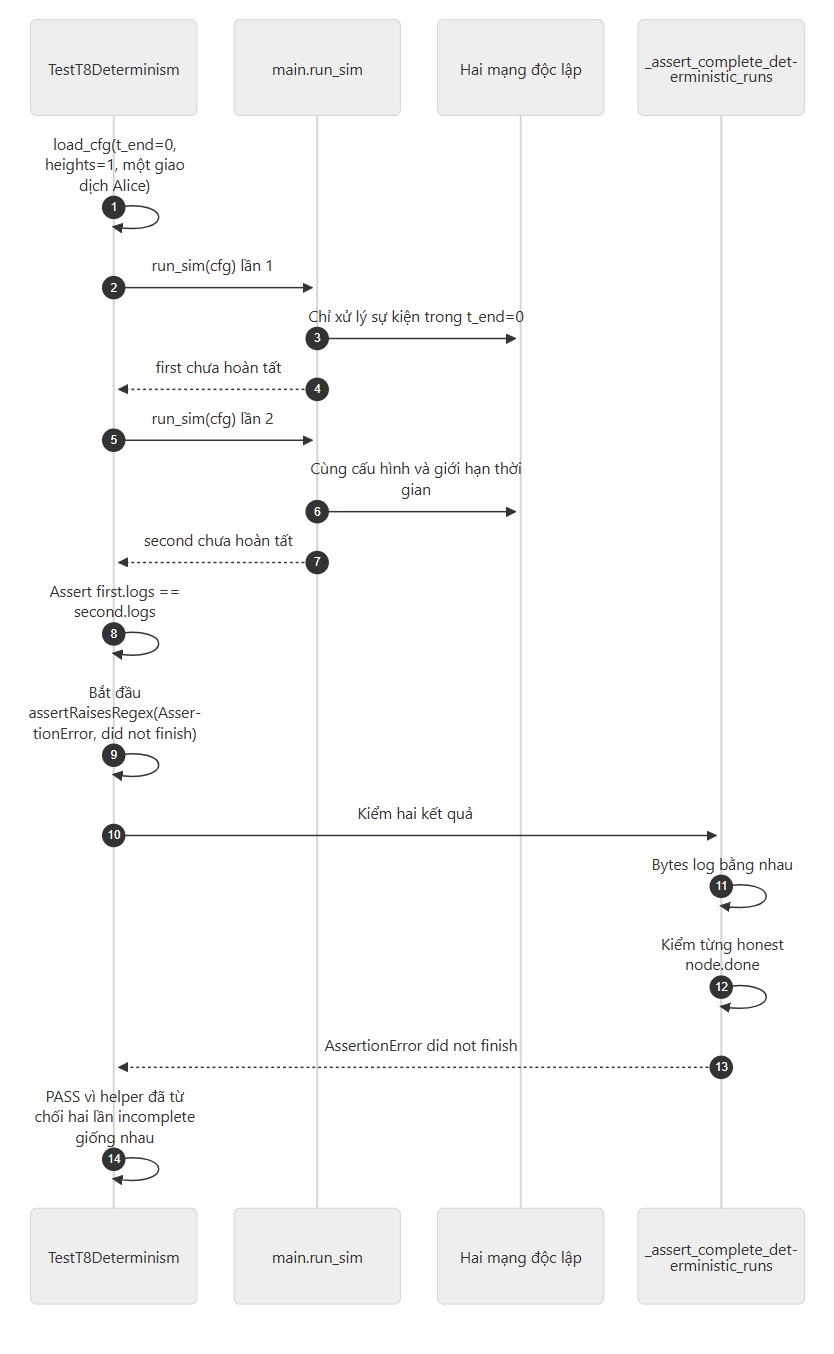 TestT8Determinism
main.run_sim
Hai mạng độc lập
_assert_complete_det-
erministic_runs
load_cfg(t_end=0,
heights=1, một giao
dịch Alice)
1
run_sim(cfg) lần 1
2
Chỉ xử lý sự kiện trong t_end=0
3
first chưa hoàn tất
4
run_sim(cfg) lần 2
5
Cùng cấu hình và giới hạn thời
gian
6
second chưa hoàn tất
7
Assert first.logs ==
second.logs
8
Bắt đầu
assertRaisesRegex(Asser-
tionError, did not finish)
9
Kiểm hai kết quả
10
Bytes log bằng nhau
11
Kiểm từng honest
node.done
12
AssertionError did not finish
13
PASS vì helper đã từ
chối hai lần incomplete
giống nhau
14
TestT8Determinism
main.run_sim
Hai mạng độc lập
_assert_complete_det-
erministic_runs